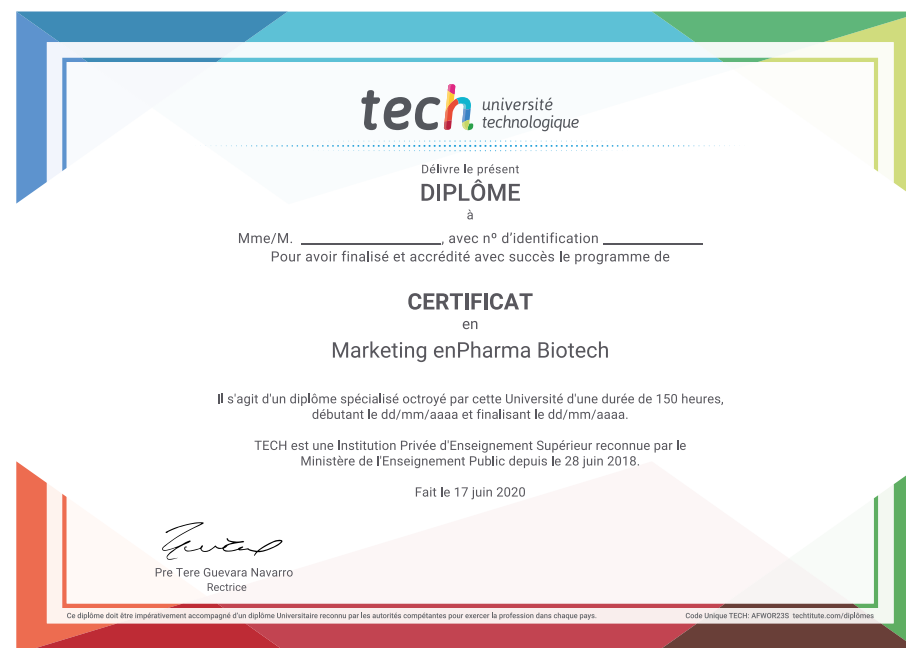 tech université
technologique
Délivre le présent
DIPLÔME
à
Mme/M. ____________________, avec nº d'identification ______________
Pour avoir finalisé et accrédité avec succès le programme de
CERTIFICAT
en
Marketing enPharma Biotech
Il s'agit d'un diplôme spécialisé octroyé par cette Université d'une durée de 150 heures,
débutant le dd/mm/aaaa et finalisant le dd/mm/aaaa.
TECH est une Institution Privée d'Enseignement Supérieur reconnue par le
Ministère de l'Enseignement Public depuis le 28 juin 2018.
Fait le 17 juin 2020
Pre Tere Guevara Navarro
Rectrice
Ce diplôme doit être impérativement accompagné d'un diplôme Universitaire reconnu par les autorités compétantes pour exercer la profession dans chaque pays.
Code Unique TECH: AFWOR23S techtitute.com/diplômes